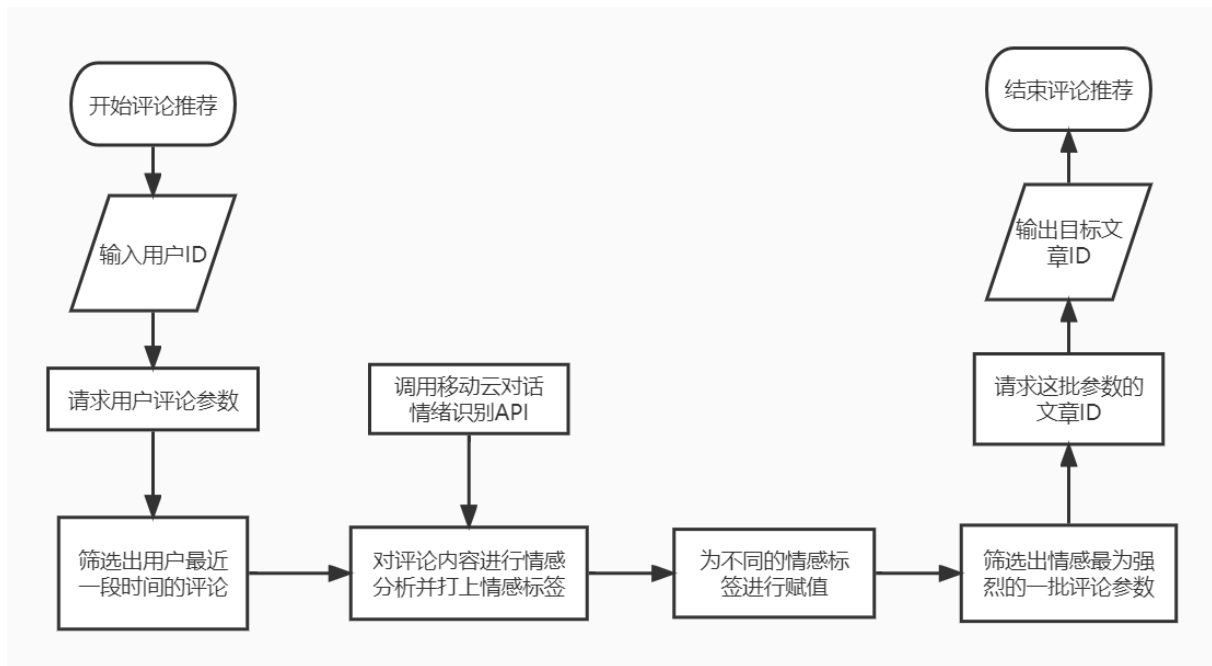 开始评论推荐
输入用户ID
请求用户评论参数
筛选出用户最近
一段时间的评论
调用移动云对话
情绪识别API
对评论内容进行情感
分析并打上情感标签
为不同的情感标
签进行赋值
筛选出情感最为强
烈的一批评论参数
请求这批参数的
文章ID
输出目标文
章ID
结束评论推荐